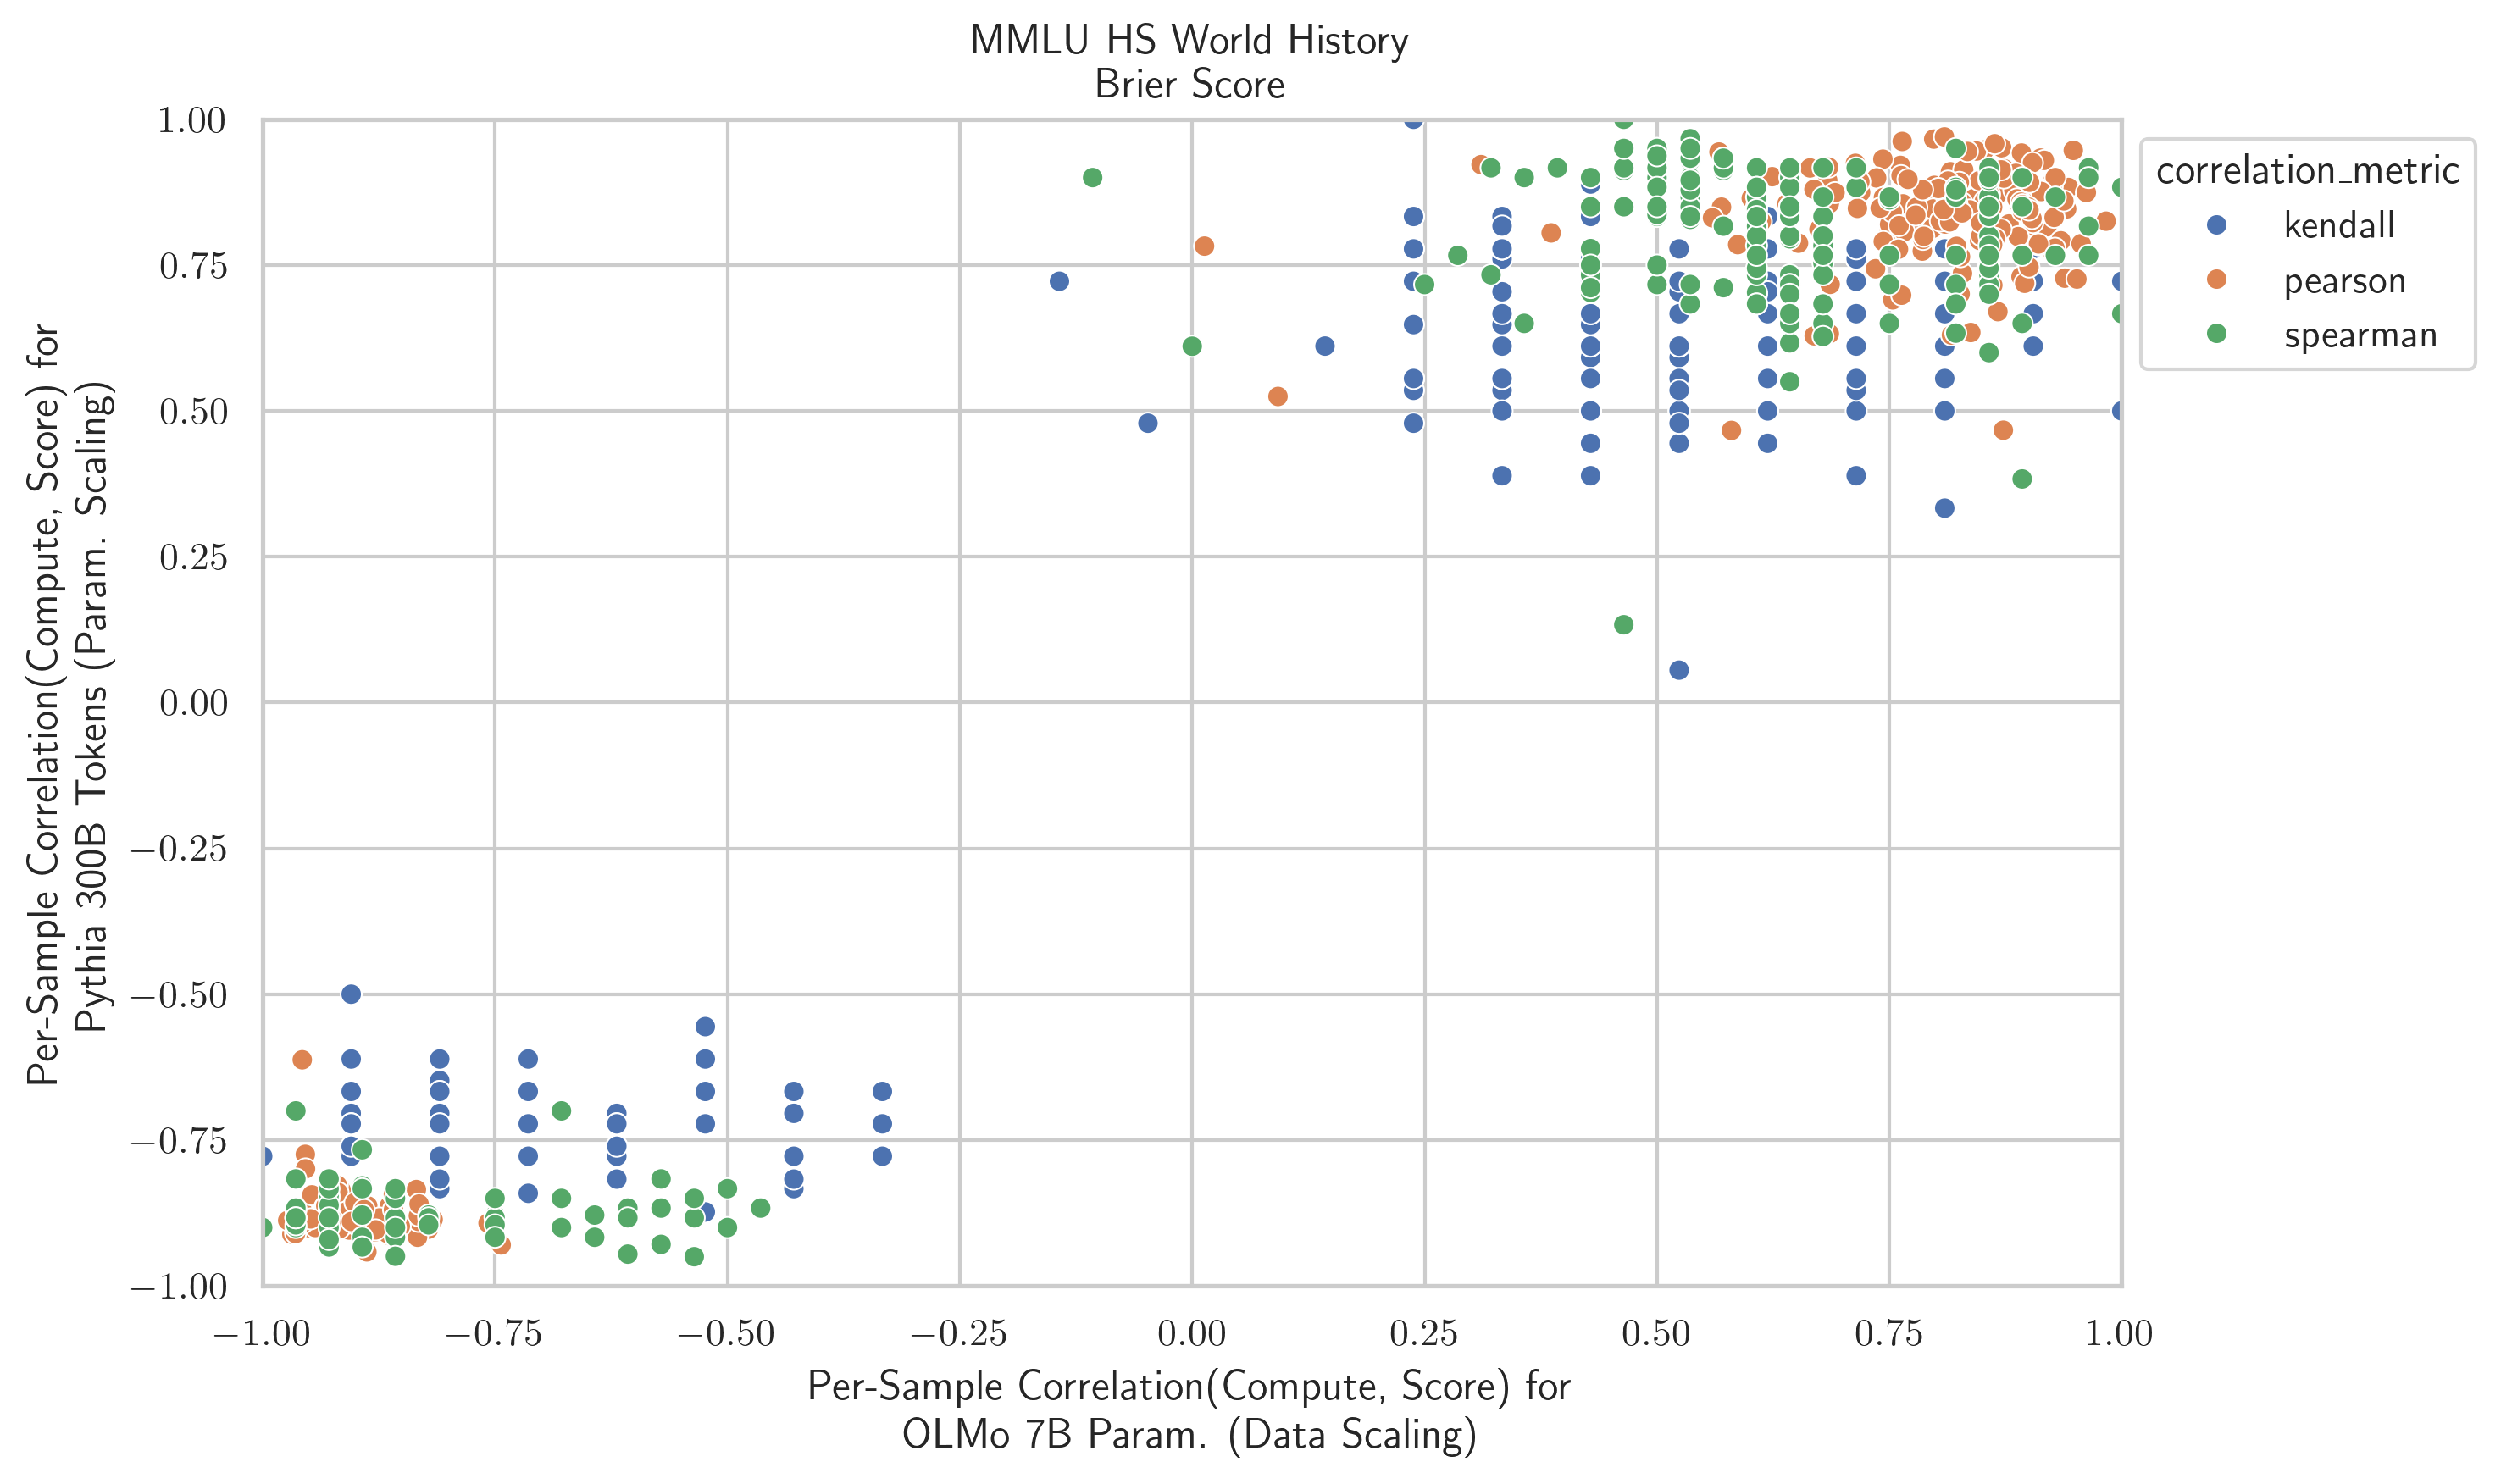 MMLU HS World History
Brier Score
1.00
0.75
0.50
0.25
0.00
−0.25
−0.50
−0.75
−1.00
Per-Sample Correlation(Compute, Score) for
Pythia 300B Tokens (Param. Scaling)
−1.00
−0.75
−0.50
−0.25
0.00
0.25
0.50
0.75
1.00
Per-Sample Correlation(Compute, Score) for
OLMo 7B Param. (Data Scaling)
correlation_metric
kendall
pearson
spearman